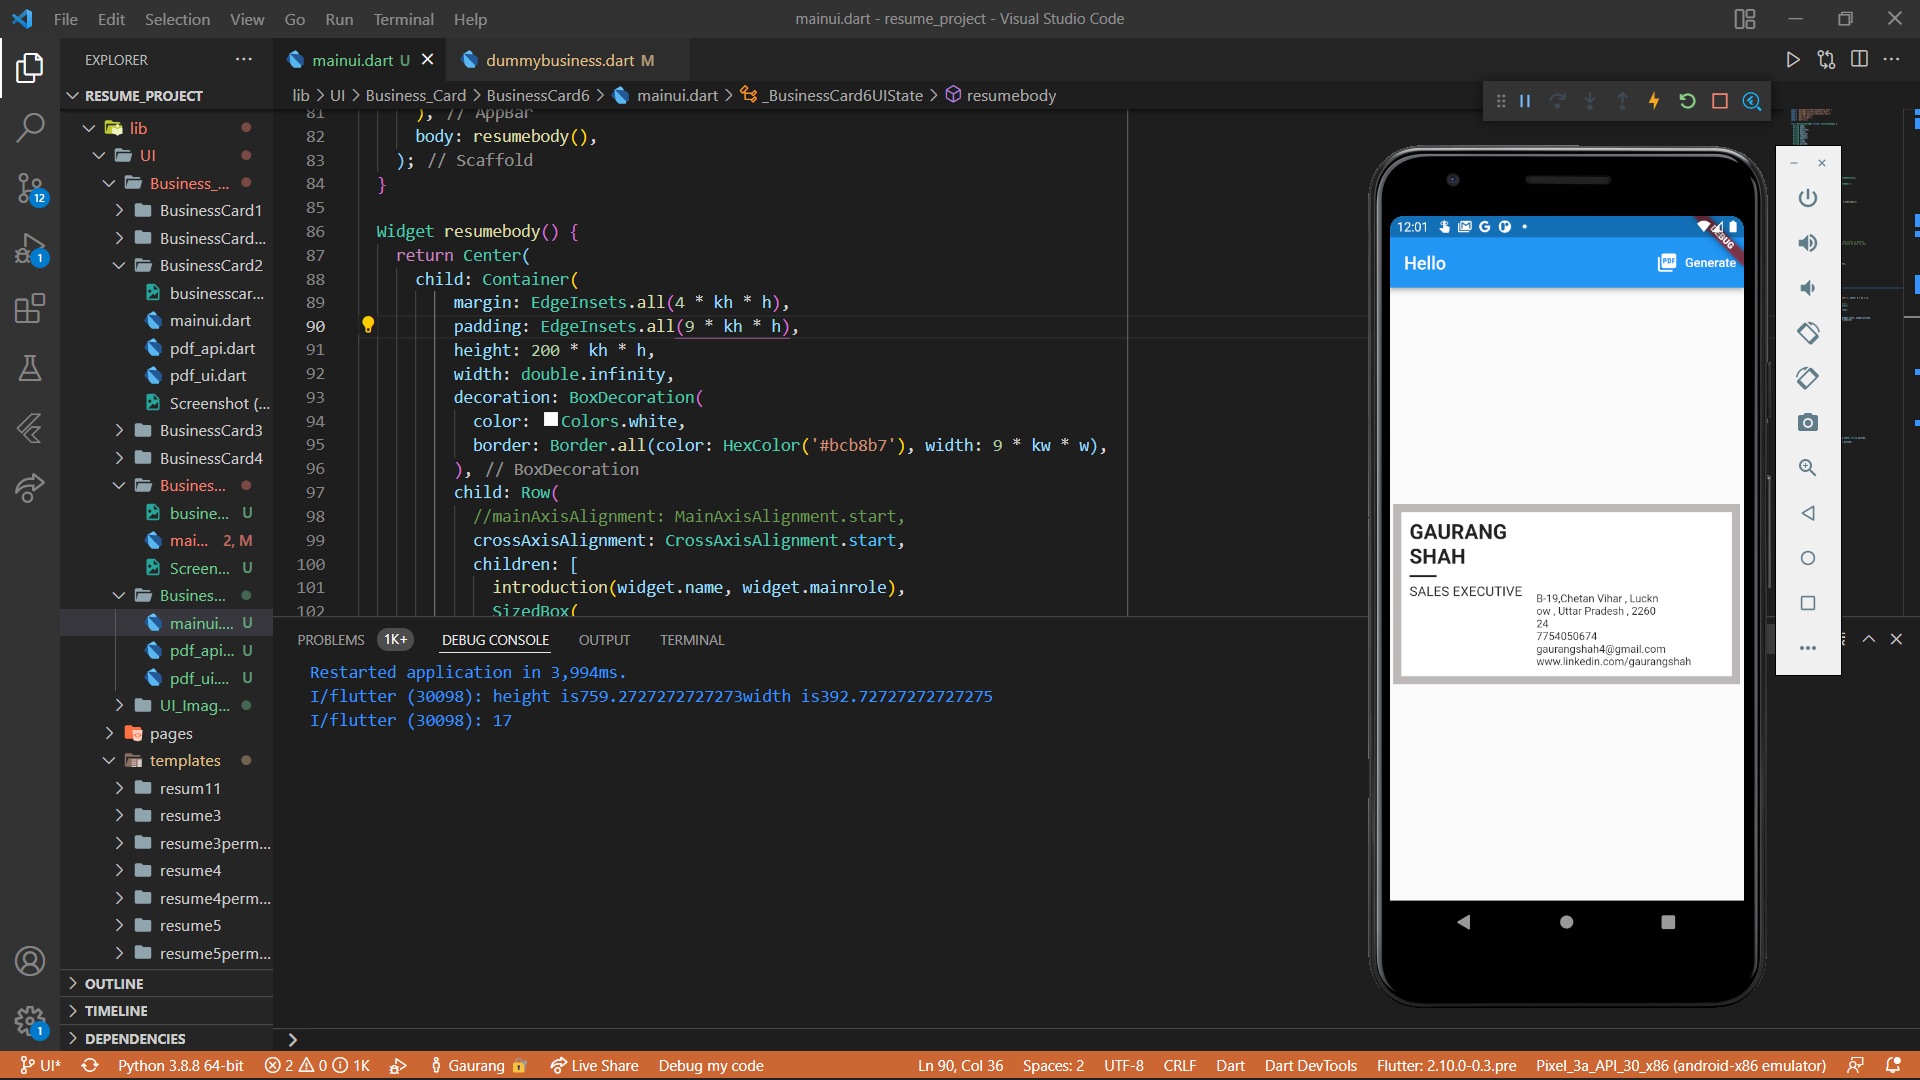 File Edit Selection View Go Run Terminal Help
mainui.dart - resume_project - Visual Studio Code
EXPLORER
mainui.dart U
dummybusiness.dart M
RESUME_PROJECT
lib
UI
Business_...
BusinessCard1
BusinessCard...
BusinessCard2
businesscar...
mainui.dart
pdf_api.dart
pdf_ui.dart
Screenshot (...
BusinessCard3
BusinessCard4
Busines...
busine... U
mai... 2, M
Screen... U
Busines...
mainui.... U
pdf_api... U
pdf_ui.... U
UI_Imag...
pages
templates
resum11
resume3
resume3perm...
resume4
resume4perm...
resume5
resume5perm...
OUTLINE
TIMELINE
DEPENDENCIES
12
1
1
lib > UI > Business_Card > BusinessCard6 > mainui.dart > _BusinessCard6UIState > resumebody
81 ), // AppBar
82 body: resumebody(),
83 ); // Scaffold
84 }
85
86 Widget resumebody() {
87 return Center(
88 child: Container(
89 margin: EdgeInsets.all(4 * kh * h),
90 padding: EdgeInsets.all(9 * kh * h),
91 height: 200 * kh * h,
92 width: double.infinity,
93 decoration: BoxDecoration(
94 color: Colors.white,
95 border: Border.all(color: HexColor('#bcb8b7'), width: 9 * kw * w),
96 ), // BoxDecoration
97 child: Row(
98 //mainAxisAlignment: MainAxisAlignment.start,
99 crossAxisAlignment: CrossAxisAlignment.start,
100 children: [
101 introduction(widget.name, widget.mainrole),
102 SizedBox(
PROBLEMS 1K+ DEBUG CONSOLE OUTPUT TERMINAL
Restarted application in 3,994ms.
I/flutter (30098): height is759.2727272727273width is392.72727272727275
I/flutter (30098): 17
12:01
DEBUG
Hello
PDF Generate
GAURANG
SHAH
SALES EXECUTIVE
B-19,Chetan Vihar , Luckn
ow , Uttar Pradesh , 2260
24
7754050674
gaurangshah4@gmail.com
www.linkedin.com/gaurangshah
UI* Python 3.8.8 64-bit 2 0 1K Gaurang Live Share Debug my code Ln 90, Col 36 Spaces: 2 UTF-8 CRLF Dart Dart DevTools Flutter: 2.10.0-0.3.pre Pixel_3a_API_30_x86 (android-x86 emulator)